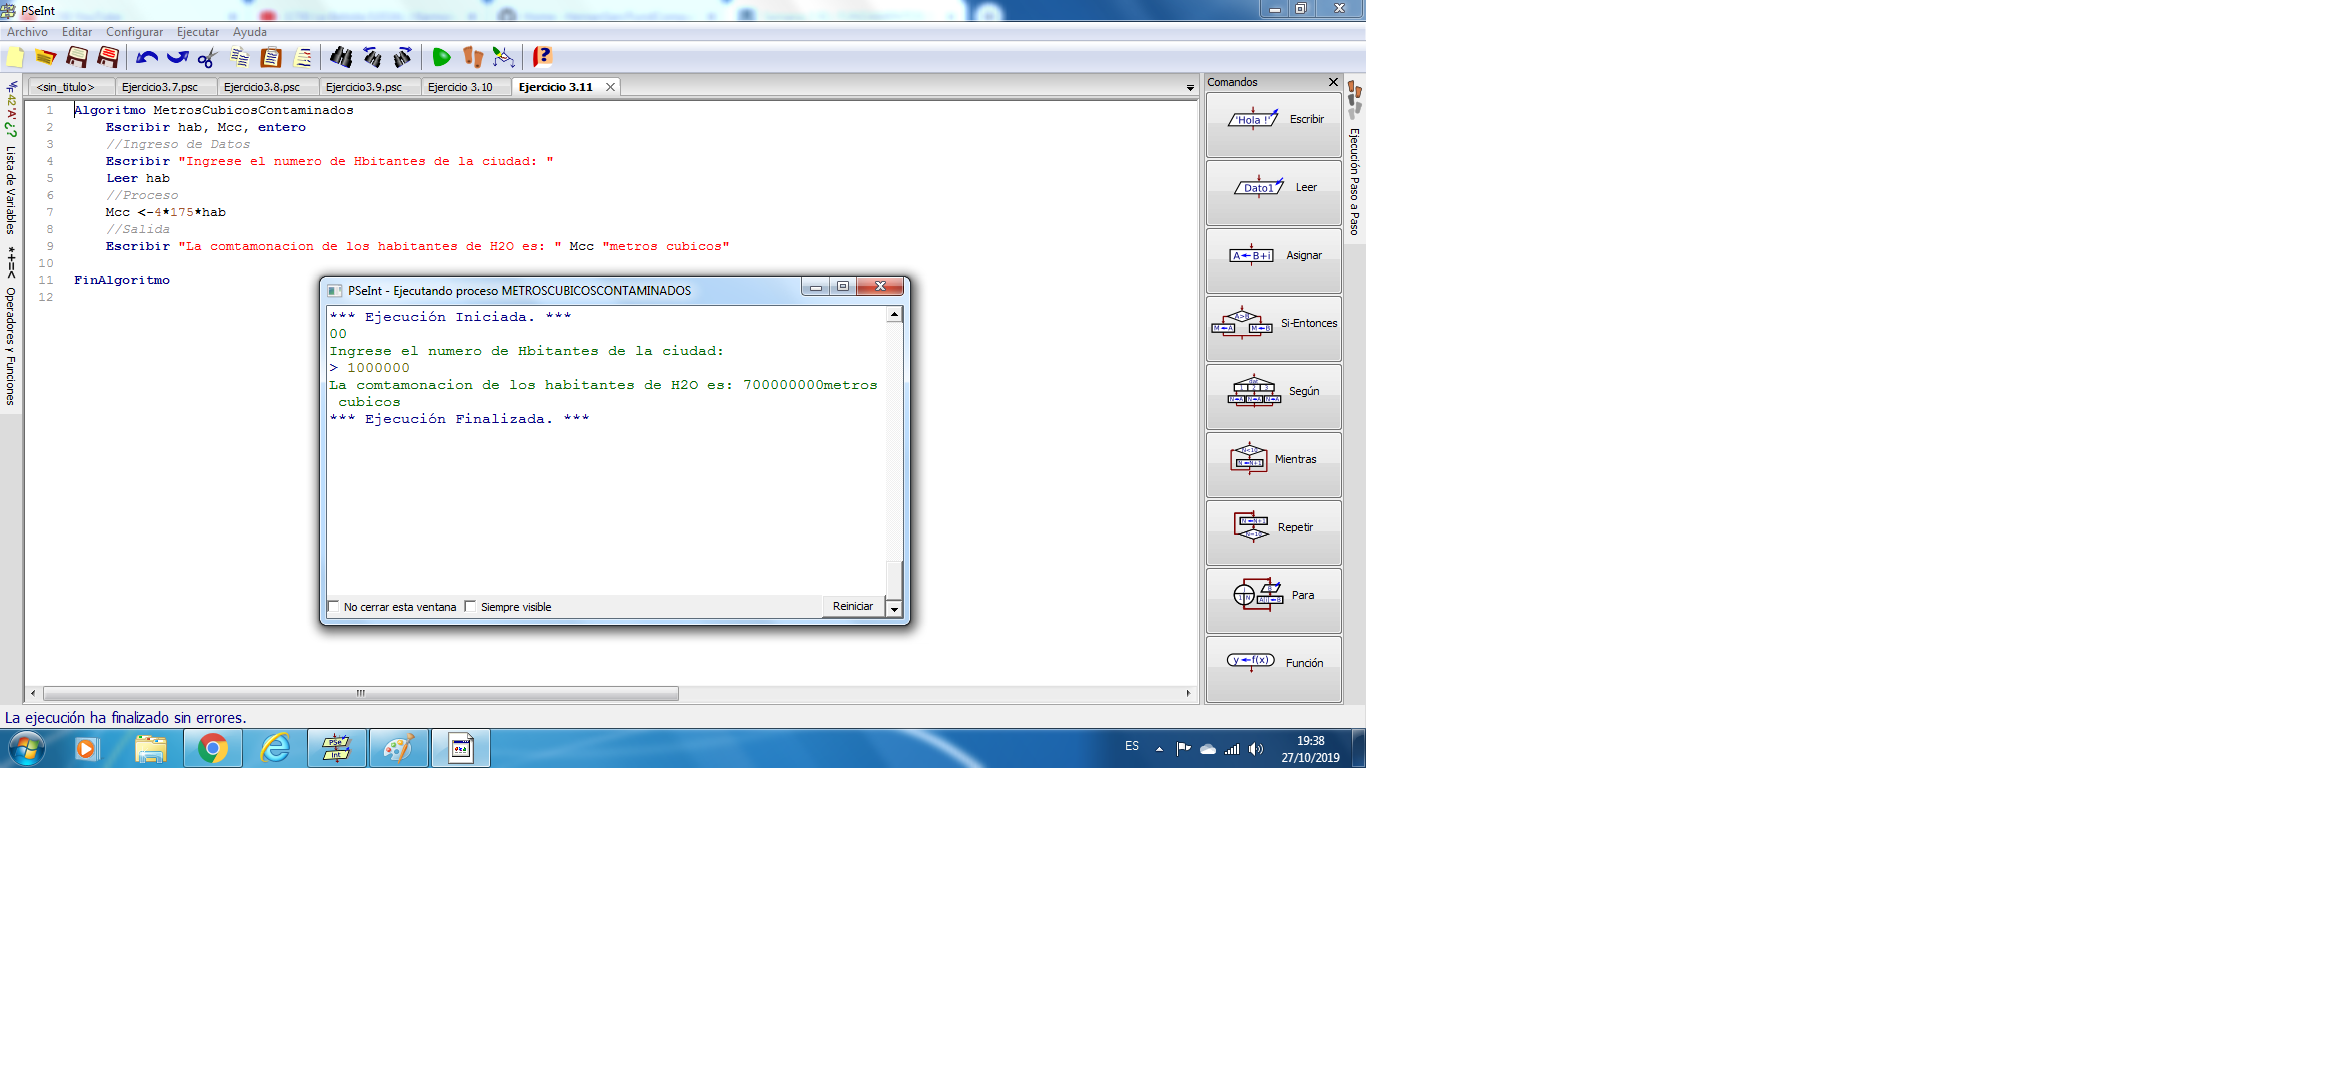 PSeInt
Archivo Editar Configurar Ejecutar Ayuda
<sin_titulo> Ejercicio3.7.psc Ejercicio3.8.psc Ejercicio3.9.psc Ejercicio 3.10 Ejercicio 3.11
1 Algoritmo MetrosCubicosContaminados
2 Escribir hab, Mcc, entero
3 //Ingreso de Datos
4 Escribir "Ingrese el numero de Hbitantes de la ciudad: "
5 Leer hab
6 //Proceso
7 Mcc <-4*175*hab
8 //Salida
9 Escribir "La comtamonacion de los habitantes de H2O es: " Mcc "metros cubicos"
10
11 FinAlgoritmo
12
PSeInt - Ejecutando proceso METROSCUBICOSCONTAMINADOS
*** Ejecución Iniciada. ***
00
Ingrese el numero de Hbitantes de la ciudad:
> 1000000
La comtamonacion de los habitantes de H2O es: 700000000metros
cubicos
*** Ejecución Finalizada. ***
No cerrar esta ventana Siempre visible Reiniciar
42 'A' ¿? Lista de Variables
*+=< Operadores y Funciones
Comandos
'Hola !' Escribir
Dato1 Leer
A←B+i Asignar
A>B M←A M←B Si-Entonces
1 2 3 Según
Mientras
Repetir
Para
y←f(x) Función
Ejecución Paso a Paso
La ejecución ha finalizado sin errores.
PSe
Int
ES
19:38
27/10/2019